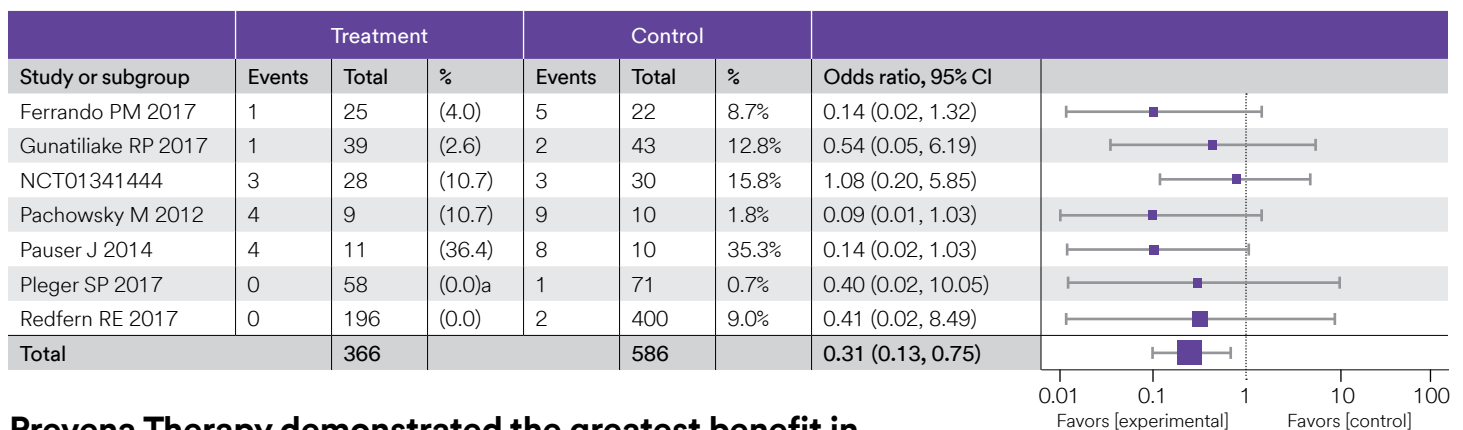 Treatment Control
Study or subgroup Events Total % Events Total % Odds ratio, 95% CI
Ferrando PM 2017 1 25 (4.0) 5 22 8.7% 0.14 (0.02, 1.32)
Gunatiliake RP 2017 1 39 (2.6) 2 43 12.8% 0.54 (0.05, 6.19)
NCT01341444 3 28 (10.7) 3 30 15.8% 1.08 (0.20, 5.85)
Pachowsky M 2012 4 9 (10.7) 9 10 1.8% 0.09 (0.01, 1.03)
Pauser J 2014 4 11 (36.4) 8 10 35.3% 0.14 (0.02, 1.03)
Pleger SP 2017 0 58 (0.0)a 1 71 0.7% 0.40 (0.02, 10.05)
Redfern RE 2017 0 196 (0.0) 2 400 9.0% 0.41 (0.02, 8.49)
Total 366 586 0.31 (0.13, 0.75)
0.01 0.1 1 10 100
Favors [experimental] Favors [control]
Prevena Therapy demonstrated the greatest benefit in